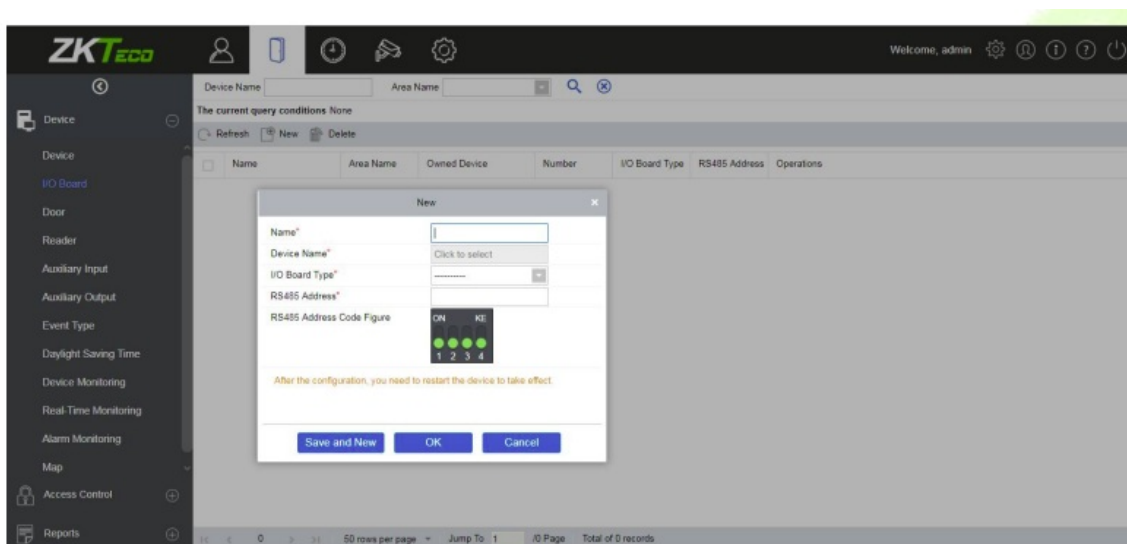 ZKTECO
Welcome, admin
Device Name
Area Name
The current query conditions None
Refresh New Delete
Name Area Name Owned Device Number I/O Board Type RS485 Address Operations
Device
Device
I/O Board
Door
Reader
Auxiliary Input
Auxiliary Output
Event Type
Daylight Saving Time
Device Monitoring
Real-Time Monitoring
Alarm Monitoring
Map
Access Control
Reports
New
Name*
Device Name* Click to select
I/O Board Type* ----------
RS485 Address*
RS485 Address Code Figure
ON KE
1 2 3 4
After the configuration, you need to restart the device to take effect.
Save and New OK Cancel
0 50 rows per page Jump To 1 /0 Page Total of 0 records